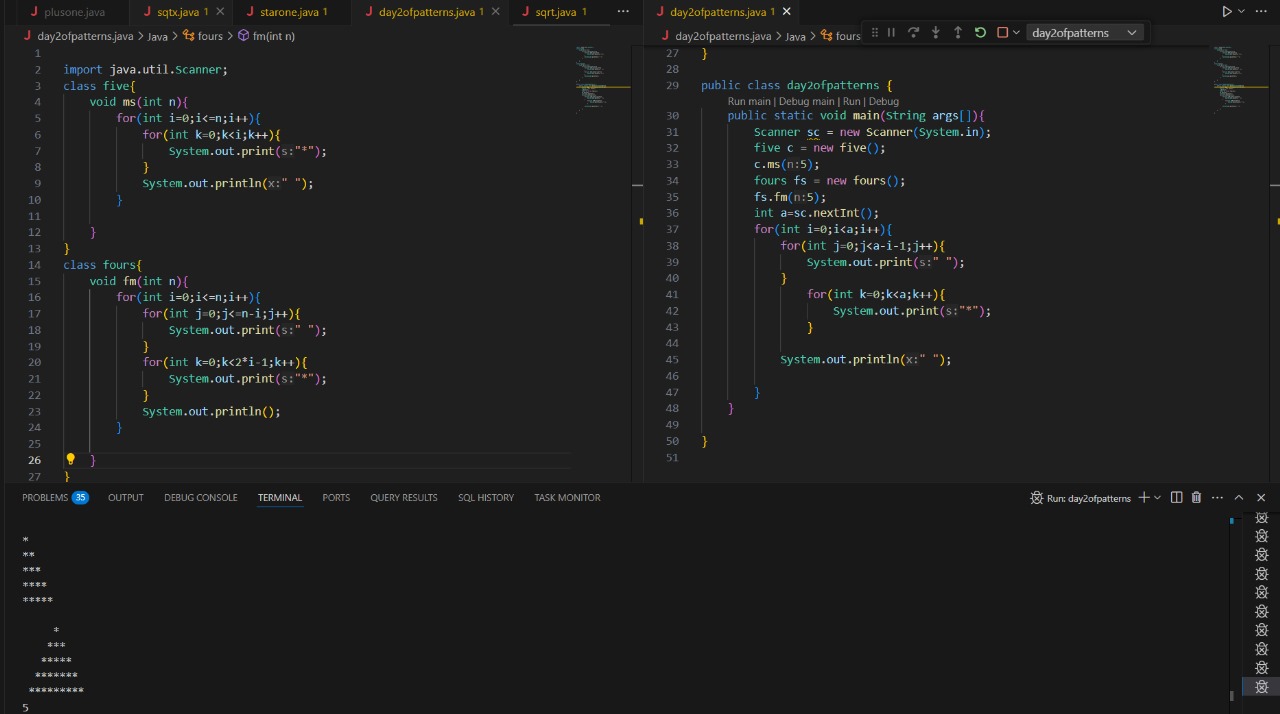 plusone.java
sqtx.java 1
starone.java 1
day2ofpatterns.java 1
sqrt.java 1
day2ofpatterns.java > Java > fours > fm(int n)
1
2 import java.util.Scanner;
3 class five{
4 void ms(int n){
5 for(int i=0;i<=n;i++){
6 for(int k=0;k<i;k++){
7 System.out.print(s:"*");
8 }
9 System.out.println(x:" ");
10 }
11
12 }
13 }
14 class fours{
15 void fm(int n){
16 for(int i=0;i<=n;i++){
17 for(int j=0;j<=n-i;j++){
18 System.out.print(s:" ");
19 }
20 for(int k=0;k<2*i-1;k++){
21 System.out.print(s:"*");
22 }
23 System.out.println();
24 }
25
26 }
27 }
day2ofpatterns.java 1
day2ofpatterns.java > Java > fours
day2ofpatterns
27 }
28
29 public class day2ofpatterns {
Run main | Debug main | Run | Debug
30 public static void main(String args[]){
31 Scanner sc = new Scanner(System.in);
32 five c = new five();
33 c.ms(n:5);
34 fours fs = new fours();
35 fs.fm(n:5);
36 int a=sc.nextInt();
37 for(int i=0;i<a;i++){
38 for(int j=0;j<a-i-1;j++){
39 System.out.print(s:" ");
40 }
41 for(int k=0;k<a;k++){
42 System.out.print(s:"*");
43 }
44
45 System.out.println(x:" ");
46
47 }
48 }
49
50 }
51
PROBLEMS 35 OUTPUT DEBUG CONSOLE TERMINAL PORTS QUERY RESULTS SQL HISTORY TASK MONITOR
Run: day2ofpatterns
*
**
***
****
*****
*
***
*****
*******
*********
5